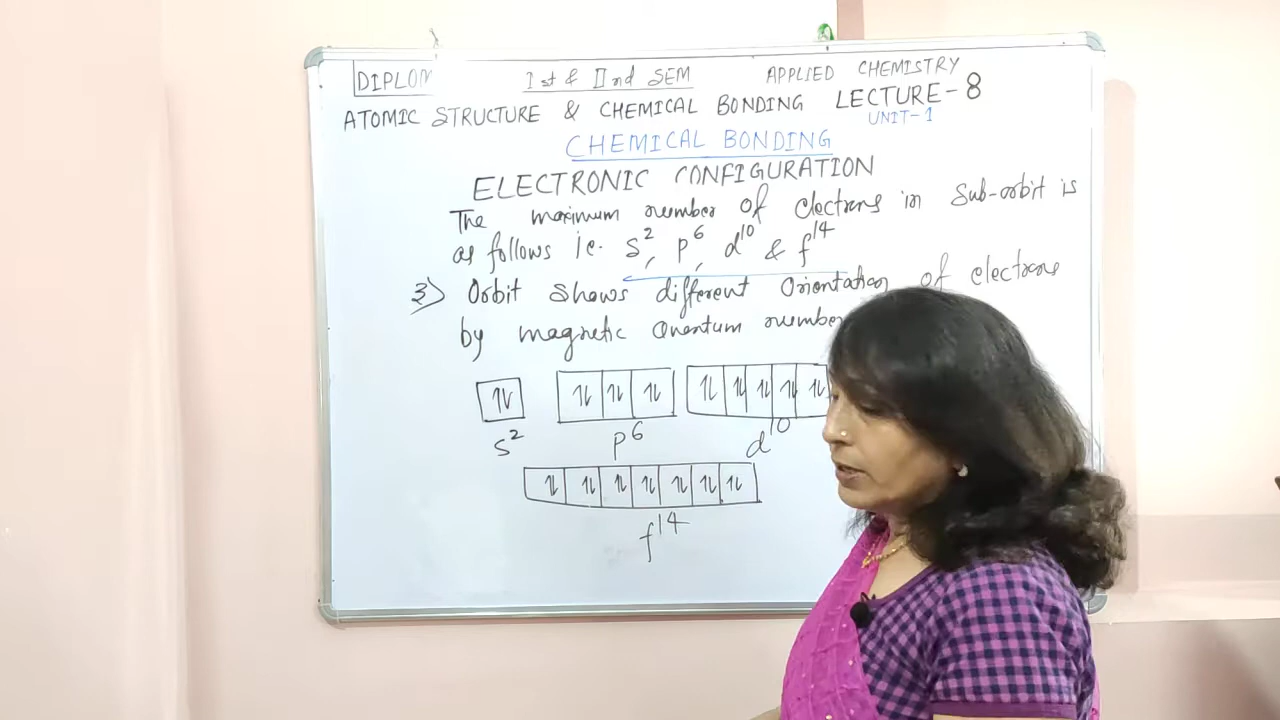 DIPLOM Ist & IInd SEM APPLIED CHEMISTRY
ATOMIC STRUCTURE & CHEMICAL BONDING LECTURE-8
UNIT-1
CHEMICAL BONDING
ELECTRONIC CONFIGURATION
The maximum number of electrons in Sub-orbit is
as follows i.e. s², p⁶, d¹⁰ & f¹⁴
3) Orbit shows different Orientation of electrons
by magnetic Quantum number
⥮ ⥮ ⥮ ⥮ ⥮ ⥮ ⥮ ⥮ ⥮
s² p⁶ d¹⁰
⥮ ⥮ ⥮ ⥮ ⥮ ⥮ ⥮
f¹⁴